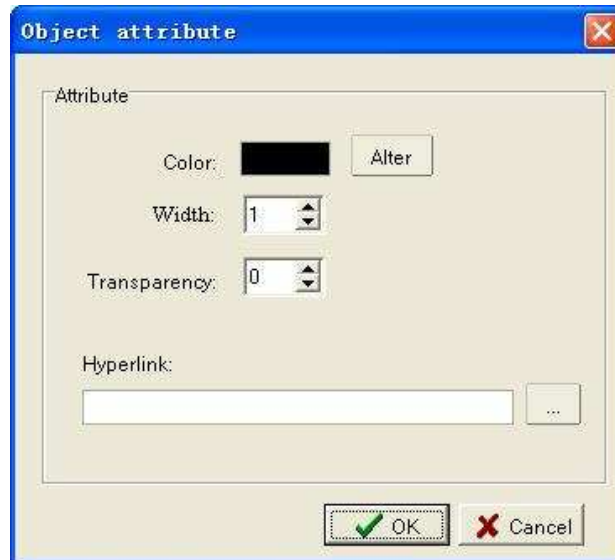 Object attribute
Attribute
Color: Alter
Width: 1
Transparency: 0
Hyperlink:
...
OK Cancel